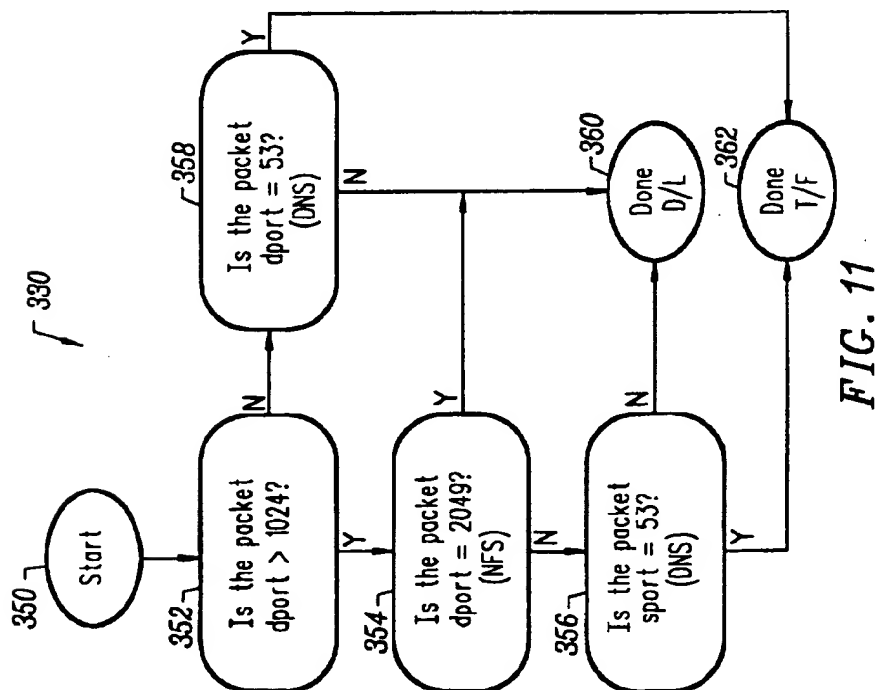 330
350
Start
352
Is the packet
dport > 1024?
N
Y
358
Is the packet
dport = 53?
(DNS)
Y
N
354
Is the packet
dport = 2049?
(NFS)
Y
N
356
Is the packet
sport = 53?
(DNS)
N
Y
360
Done
D/L
362
Done
T/F
FIG. 11